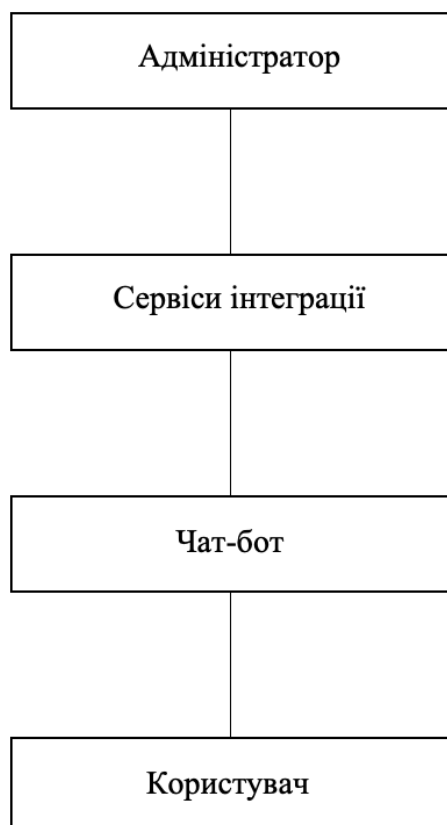 Адміністратор
Сервіси інтеграції
Чат-бот
Користувач